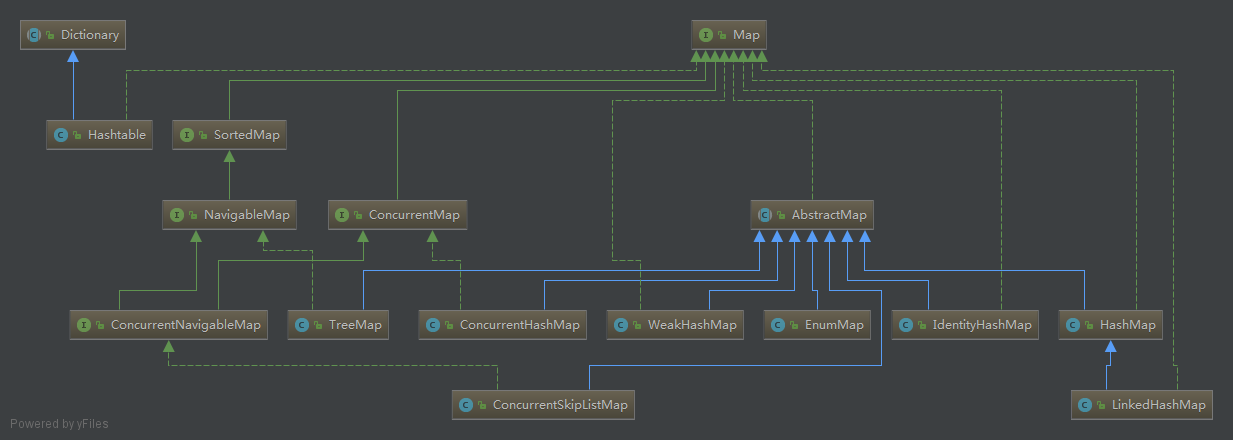 Dictionary
Map
Hashtable
SortedMap
NavigableMap
ConcurrentMap
AbstractMap
ConcurrentNavigableMap
TreeMap
ConcurrentHashMap
WeakHashMap
EnumMap
IdentityHashMap
HashMap
ConcurrentSkipListMap
LinkedHashMap
Powered by yFiles